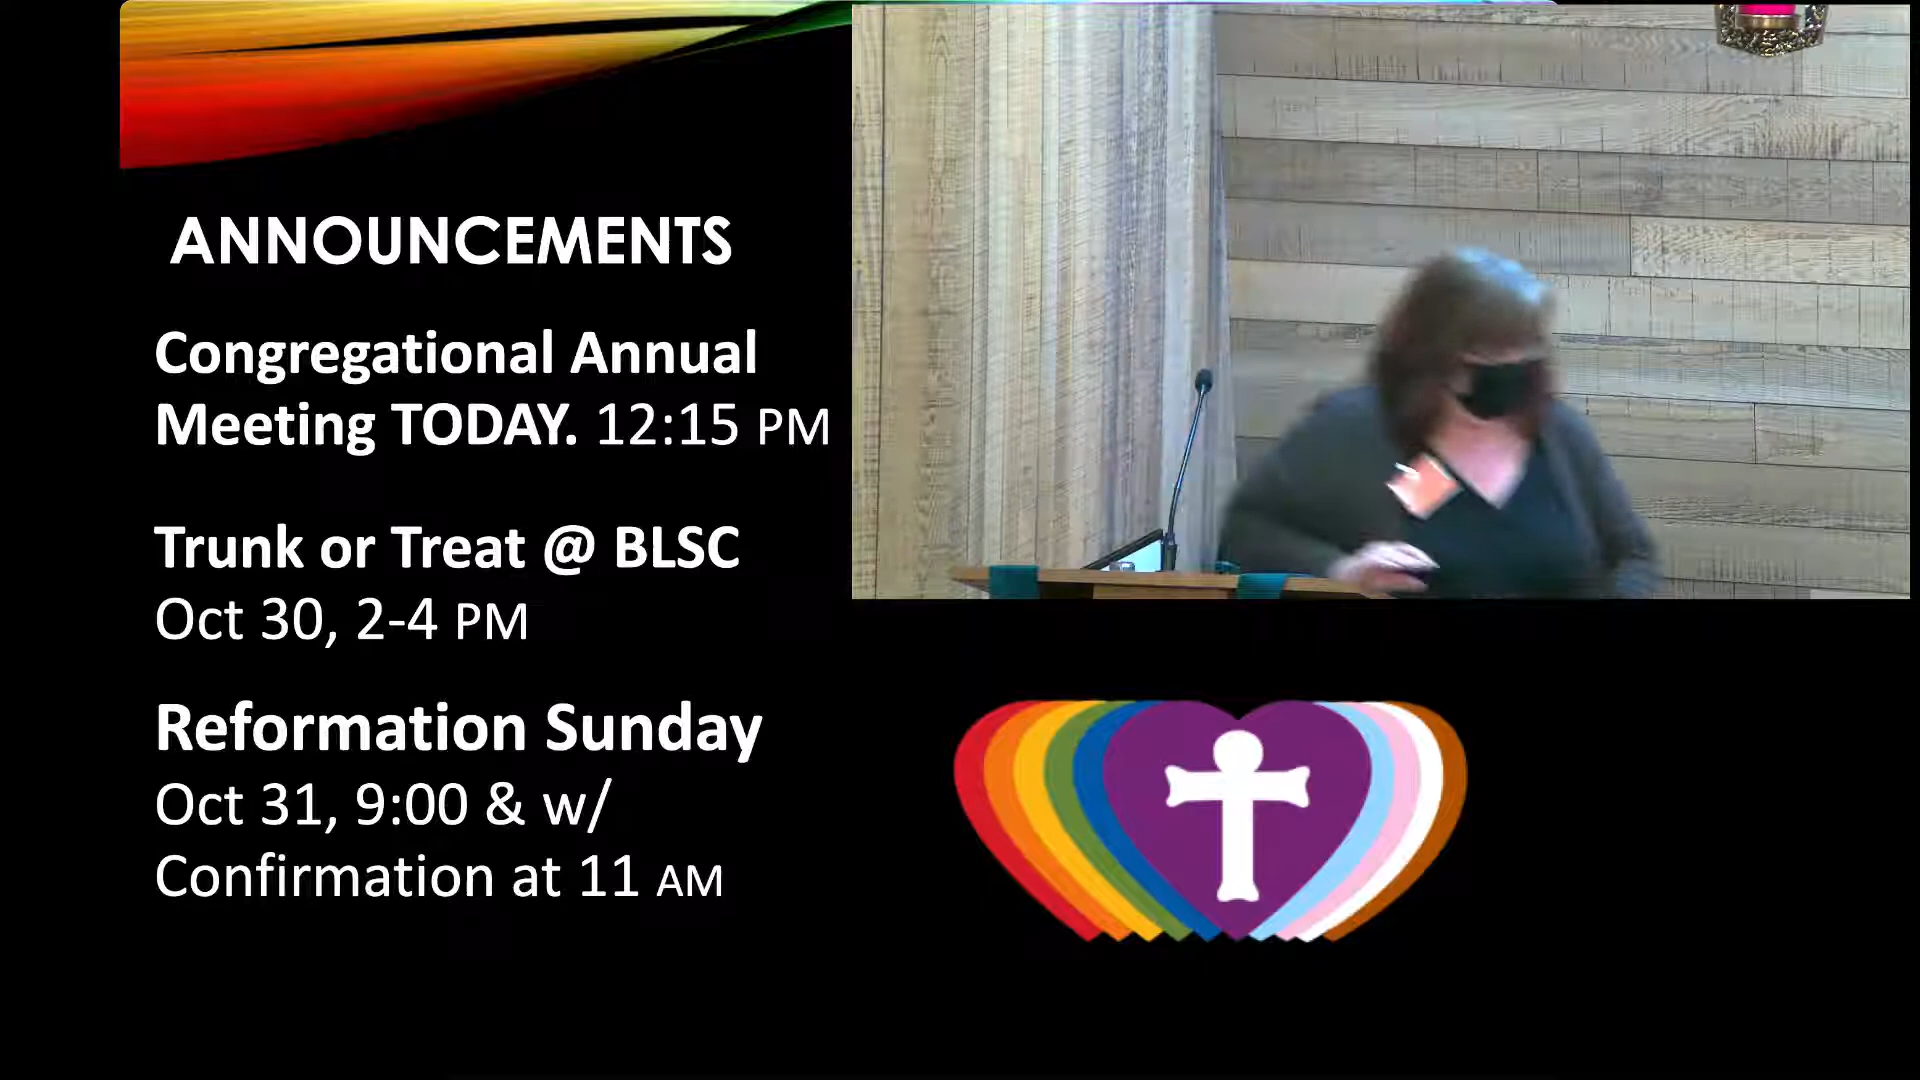 ANNOUNCEMENTS
Congregational Annual
Meeting TODAY. 12:15 PM
Trunk or Treat @ BLSC
Oct 30, 2-4 PM
Reformation Sunday
Oct 31, 9:00 & w/
Confirmation at 11 AM